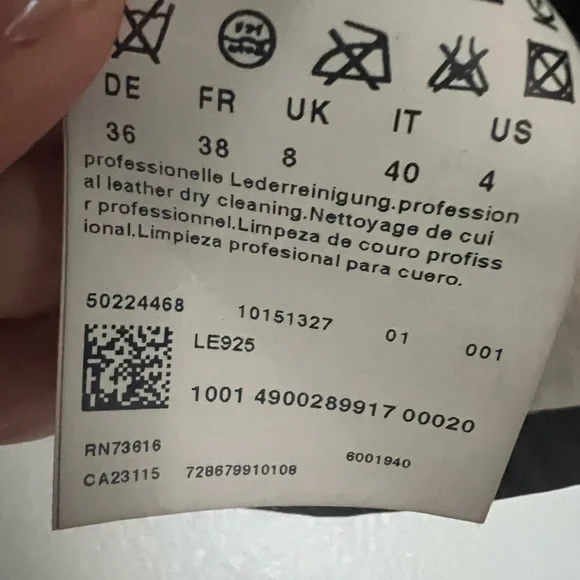 DE FR UK IT US
36 38 8 40 4
professionelle Lederreinigung.profession
al leather dry cleaning.Nettoyage de cui
r professionnel.Limpeza de couro profiss
ional.Limpieza profesional para cuero.
50224468 10151327 01 001
LE925
1001 4900289917 00020
RN73616
CA23115 728679910108 6001940